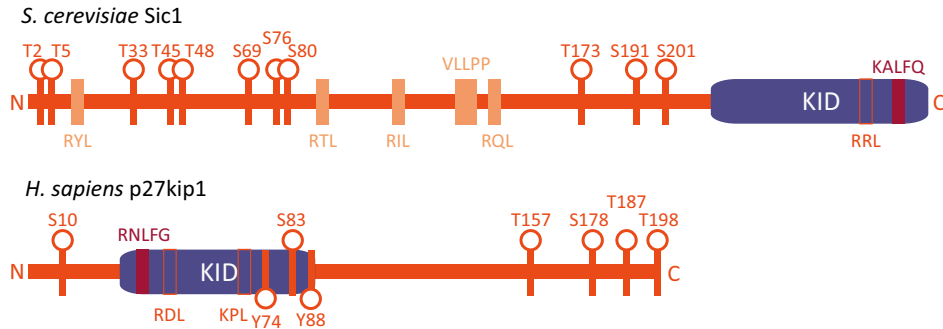 S. cerevisiae Sic1
T2 T5 T33 T45 T48 S69 S76 S80 T173 S191 S201
VLLPP KALFQ
N KID C
RYL RTL RIL RQL RRL
H. sapiens p27kip1
S10 S83 T157 S178 T187 T198
RNLFG
N KID C
RDL KPL Y74 Y88